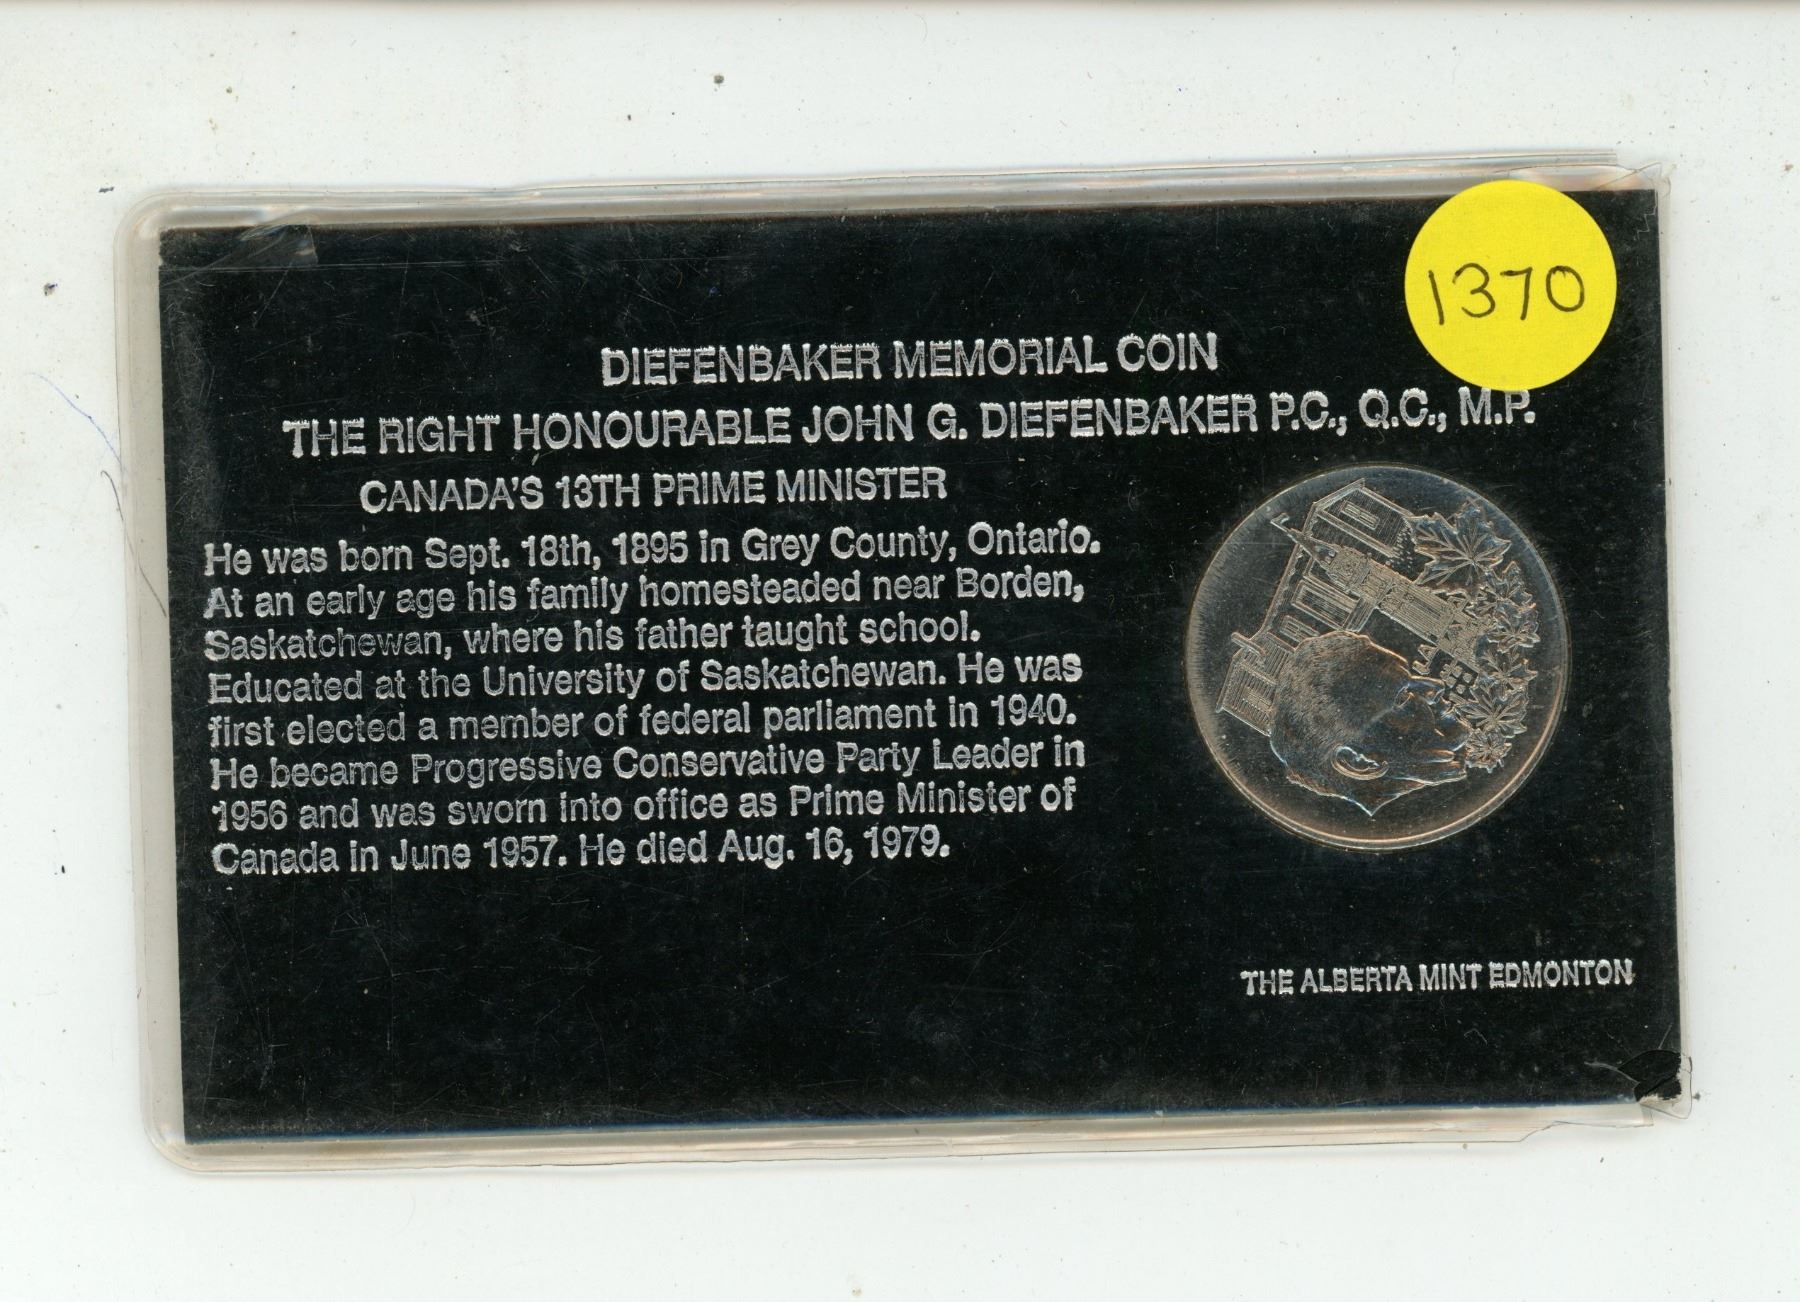 1370
DIEFENBAKER MEMORIAL COIN
THE RIGHT HONOURABLE JOHN G. DIEFENBAKER P.C., Q.C., M.P.
CANADA'S 13TH PRIME MINISTER
He was born Sept. 18th, 1895 in Grey County, Ontario.
At an early age his family homesteaded near Borden,
Saskatchewan, where his father taught school.
Educated at the University of Saskatchewan. He was
first elected a member of federal parliament in 1940.
He became Progressive Conservative Party Leader in
1956 and was sworn into office as Prime Minister of
Canada in June 1957. He died Aug. 16, 1979.
THE ALBERTA MINT EDMONTON